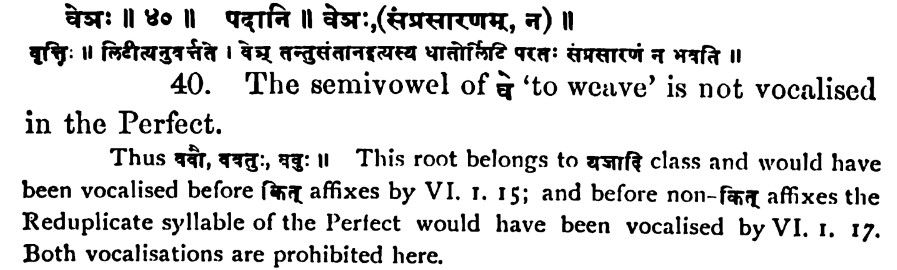 वेञः ॥ ४० ॥ पदानि ॥ वेञः,(संप्रसारणम्, न) ॥
वृत्तिः ॥ लिटीत्यनुवर्त्तते । वेञ् तन्तुसंतानइत्यस्य धातोर्लिटि परतः संप्रसारणं न भवति ॥
40. The semivowel of वे 'to weave' is not vocalised
in the Perfect.
Thus ववौ, ववतुः, ववुः ॥ This root belongs to यजादि class and would have
been vocalised before कित् affixes by VI. 1. 15; and before non-कित् affixes the
Reduplicate syllable of the Perfect would have been vocalised by VI. 1. 17.
Both vocalisations are prohibited here.